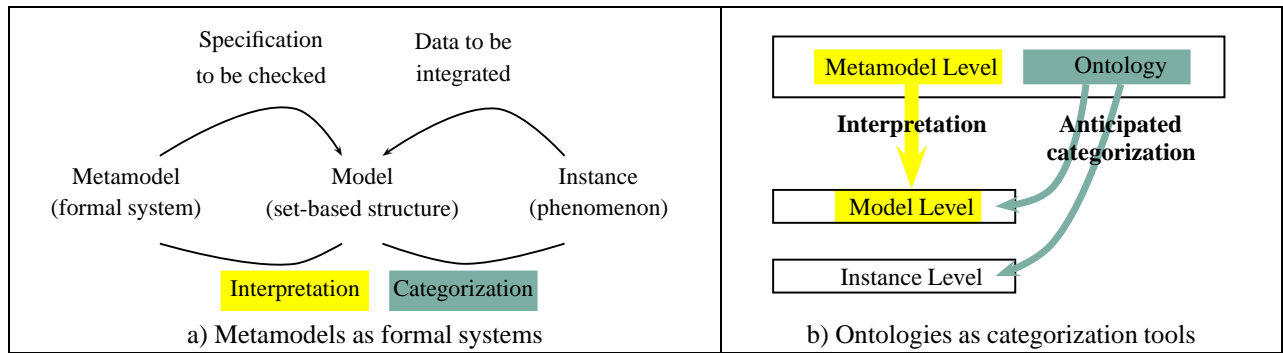 Specification
to be checked
Data to be
integrated
Metamodel
(formal system)
Model
(set-based structure)
Instance
(phenomenon)
Interpretation
Categorization
a) Metamodels as formal systems
Metamodel Level
Ontology
Interpretation
Anticipated
categorization
Model Level
Instance Level
b) Ontologies as categorization tools